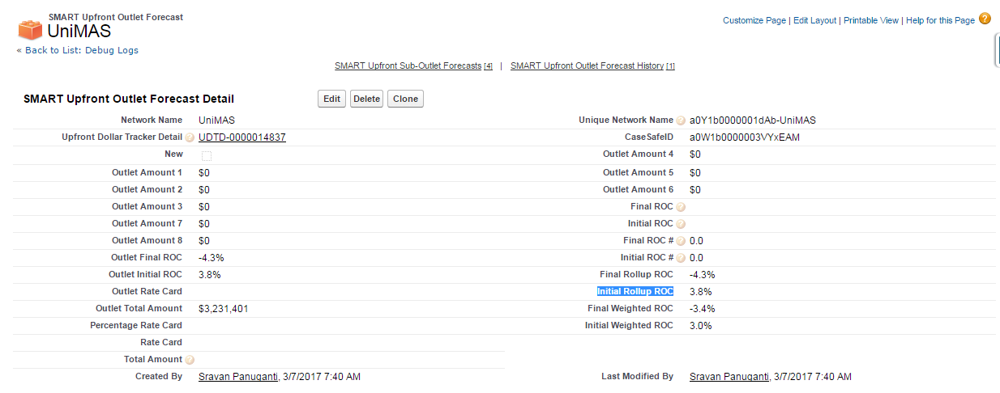 SMART Upfront Outlet Forecast
UniMAS
Customize Page | Edit Layout | Printable View | Help for this Page ?
« Back to List: Debug Logs
SMART Upfront Sub-Outlet Forecasts [4] | SMART Upfront Outlet Forecast History [1]
SMART Upfront Outlet Forecast Detail Edit Delete Clone
Network Name UniMAS Unique Network Name ? a0Y1b0000001dAb-UniMAS
Upfront Dollar Tracker Detail ? UDTD-0000014837 CaseSafeID a0W1b0000003VYxEAM
New Outlet Amount 4 $0
Outlet Amount 1 $0 Outlet Amount 5 $0
Outlet Amount 2 $0 Outlet Amount 6 $0
Outlet Amount 3 $0 Final ROC ?
Outlet Amount 7 $0 Initial ROC ?
Outlet Amount 8 $0 Final ROC # ? 0.0
Outlet Final ROC -4.3% Initial ROC # ? 0.0
Outlet Initial ROC 3.8% Final Rollup ROC -4.3%
Outlet Rate Card Initial Rollup ROC 3.8%
Outlet Total Amount $3,231,401 Final Weighted ROC -3.4%
Percentage Rate Card Initial Weighted ROC 3.0%
Rate Card
Total Amount ?
Created By Sravan Panuganti, 3/7/2017 7:40 AM Last Modified By Sravan Panuganti, 3/7/2017 7:40 AM